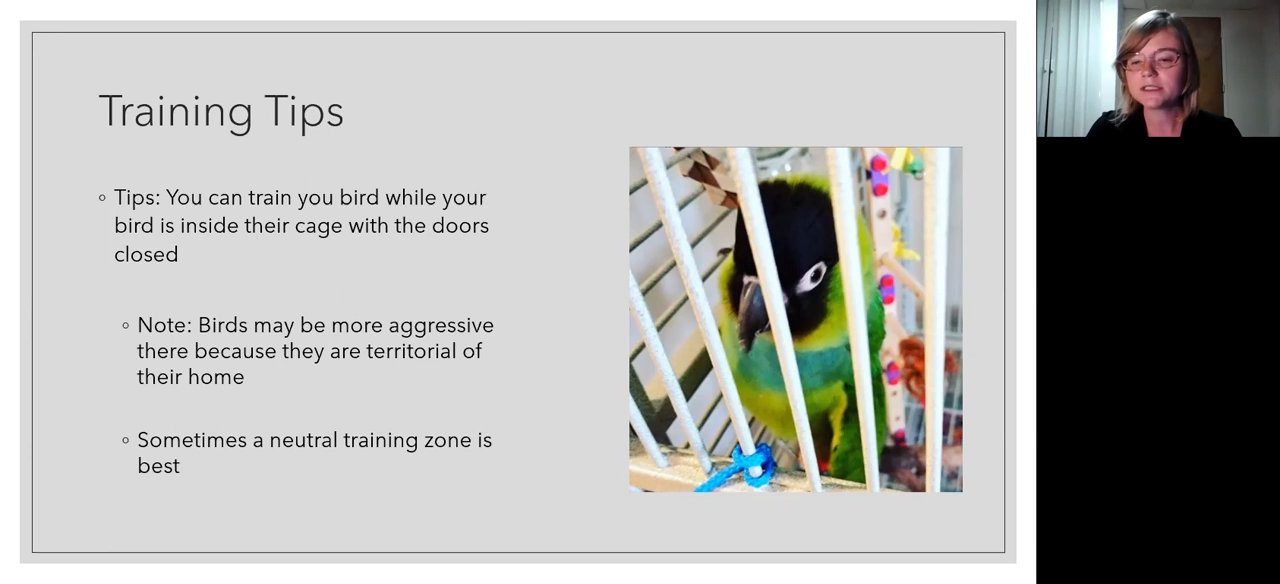 Training Tips
◦ Tips: You can train you bird while your
bird is inside their cage with the doors
closed
◦ Note: Birds may be more aggressive
there because they are territorial of
their home
◦ Sometimes a neutral training zone is
best